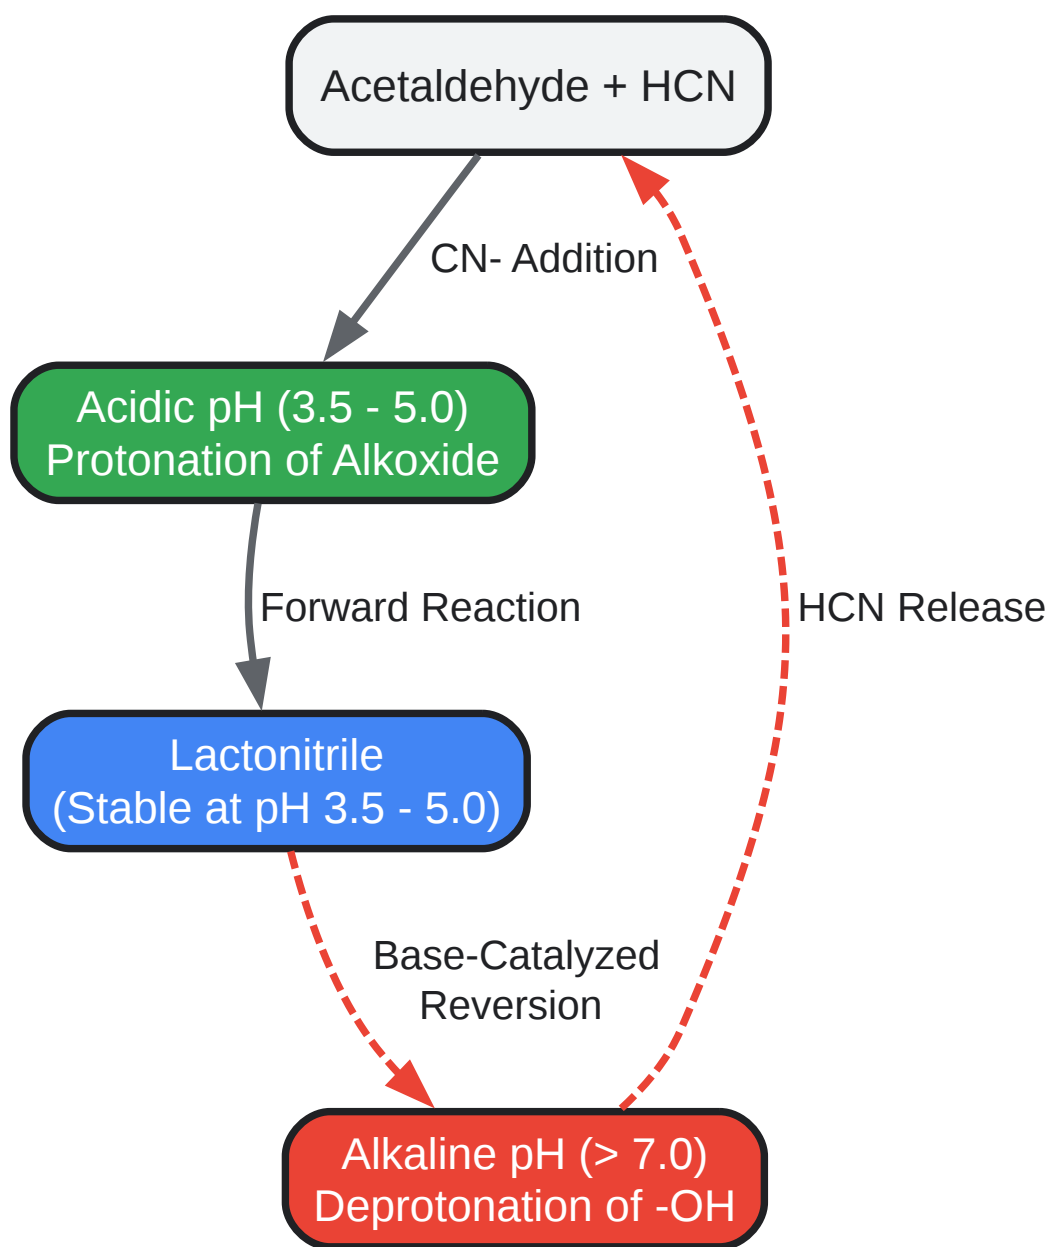 Acetaldehyde + HCN
CN- Addition
Acidic pH (3.5 - 5.0)
Protonation of Alkoxide
Forward Reaction
HCN Release
Lactonitrile
(Stable at pH 3.5 - 5.0)
Base-Catalyzed
Reversion
Alkaline pH (> 7.0)
Deprotonation of -OH